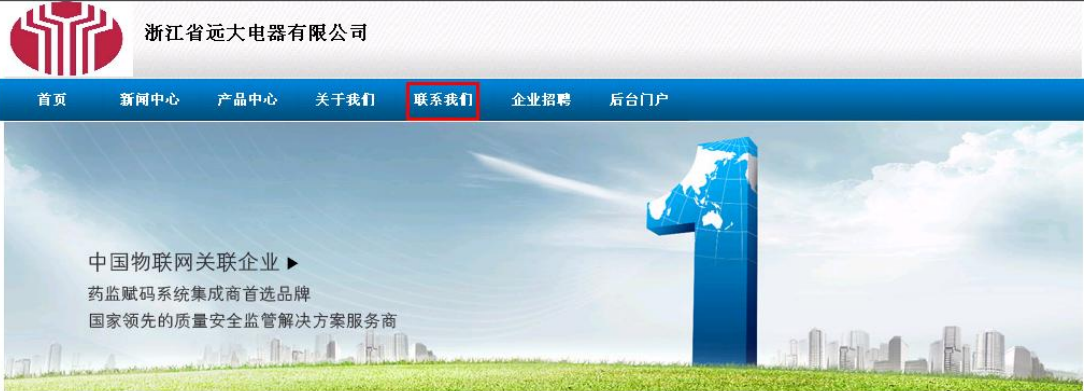 浙江省远大电器有限公司
首页 新闻中心 产品中心 关于我们 联系我们 企业招聘 后台门户
中国物联网关联企业 ▶
药监赋码系统集成商首选品牌
国家领先的质量安全监管解决方案服务商